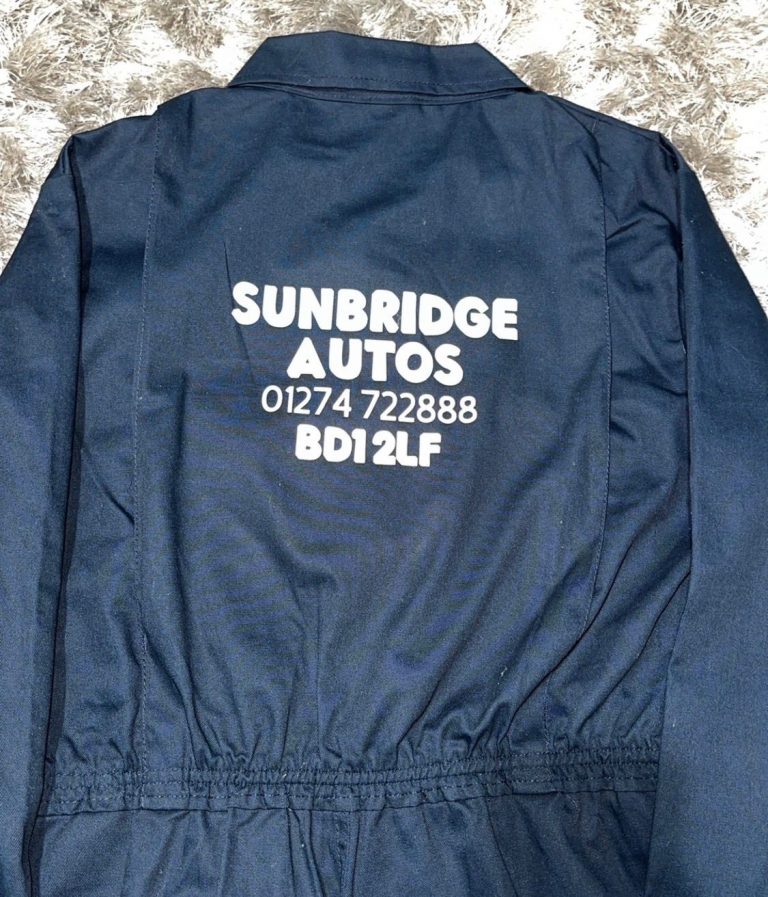 SUNBRIDGE
AUTOS
01274 722888
BD1 2LF